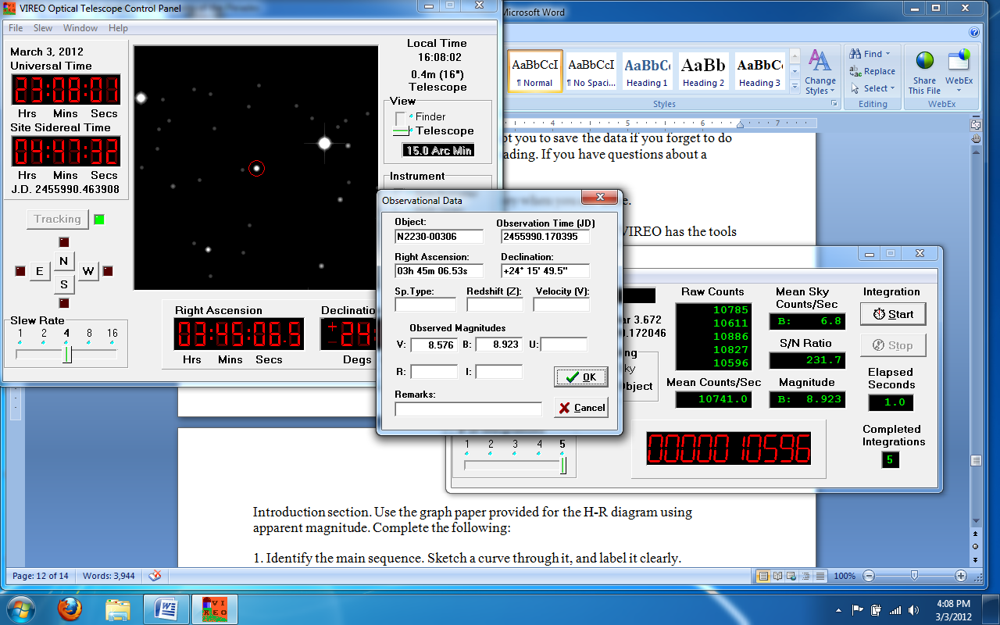 VIREO Optical Telescope Control Panel
File Slew Window Help
March 3, 2012
Universal Time
23:08:01
Hrs Mins Secs
Site Sidereal Time
04:47:32
Hrs Mins Secs
J.D. 2455990.463908
Tracking
N
E W
S
Slew Rate
1 2 4 8 16
Local Time
16:08:02
0.4m (16")
Telescope
View
Finder
Telescope
15.0 Arc Min
Instrument
Right Ascension
03:45:06.5
Hrs Mins Secs
Declination
+24
Degs
Microsoft Word
AaBbCcI AaBbCcI AaBbC AaBb AaBbC
¶ Normal ¶ No Spaci... Heading 1 Heading 2 Heading 3
Change
Styles
Styles
Find
Replace
Select
Editing
Share
This File
WebEx
WebEx
4 5 6 7
pt you to save the data if you forget to do
ading. If you have questions about a
VIREO has the tools
Observational Data
Object: Observation Time (JD)
N2230-00306 2455990.170395
Right Ascension: Declination:
03h 45m 06.53s +24° 15' 49.5"
Sp.Type: Redshift (Z): Velocity (V):
Observed Magnitudes
V: 8.576 B: 8.923 U:
R: I:
OK
Remarks:
Cancel
ar 3.672
0.172046
ng
ky
Object
Raw Counts
10785
10611
10886
10827
10596
Mean Counts/Sec
10741.0
Mean Sky
Counts/Sec
B: 6.8
S/N Ratio
231.7
Magnitude
B: 8.923
Integration
Start
Stop
Elapsed
Seconds
1.0
Completed
Integrations
5
1 2 3 4 5
0000010596
Introduction section. Use the graph paper provided for the H-R diagram using
apparent magnitude. Complete the following:
1. Identify the main sequence. Sketch a curve through it, and label it clearly.
Page: 12 of 14 Words: 3,944
100%
4:08 PM
3/3/2012